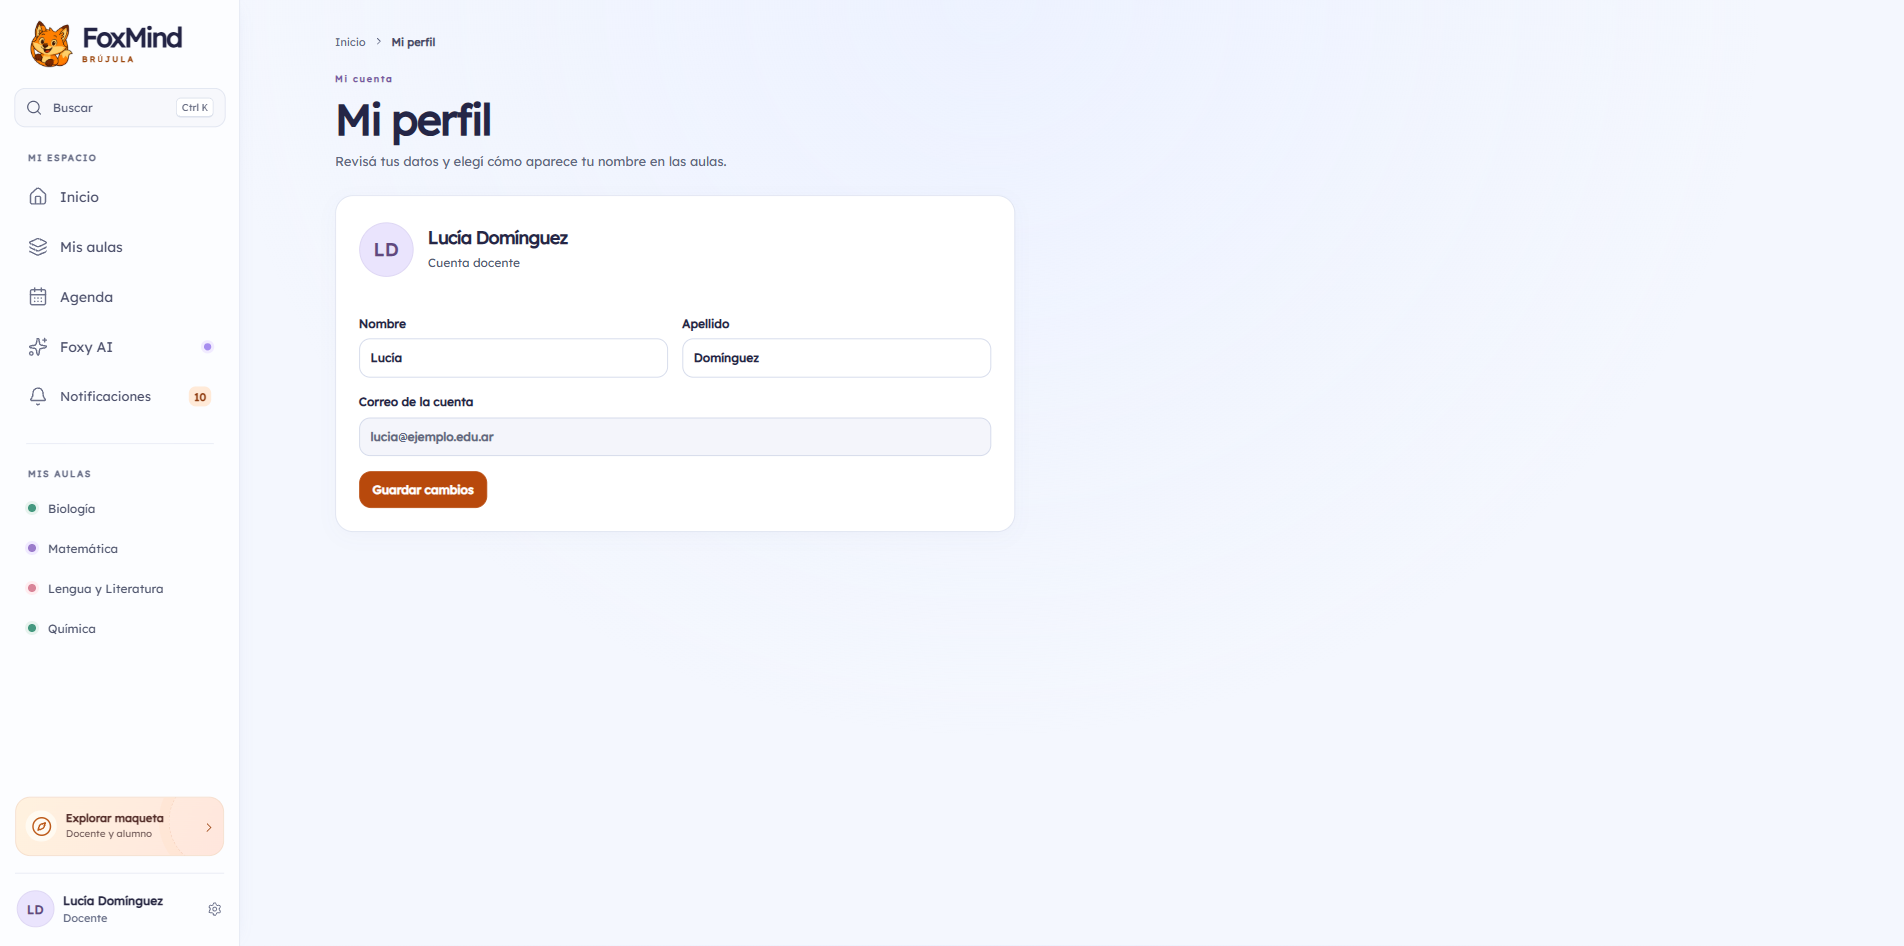 FoxMind
BRÚJULA
Buscar
Ctrl K
MI ESPACIO
Inicio
Mis aulas
Agenda
Foxy AI
Notificaciones
10
MIS AULAS
Biología
Matemática
Lengua y Literatura
Química
Explorar maqueta
Docente y alumno
LD
Lucía Domínguez
Docente
Inicio > Mi perfil
Mi cuenta
Mi perfil
Revisá tus datos y elegí cómo aparece tu nombre en las aulas.
LD
Lucía Domínguez
Cuenta docente
Nombre
Apellido
Lucía
Domínguez
Correo de la cuenta
lucia@ejemplo.edu.ar
Guardar cambios